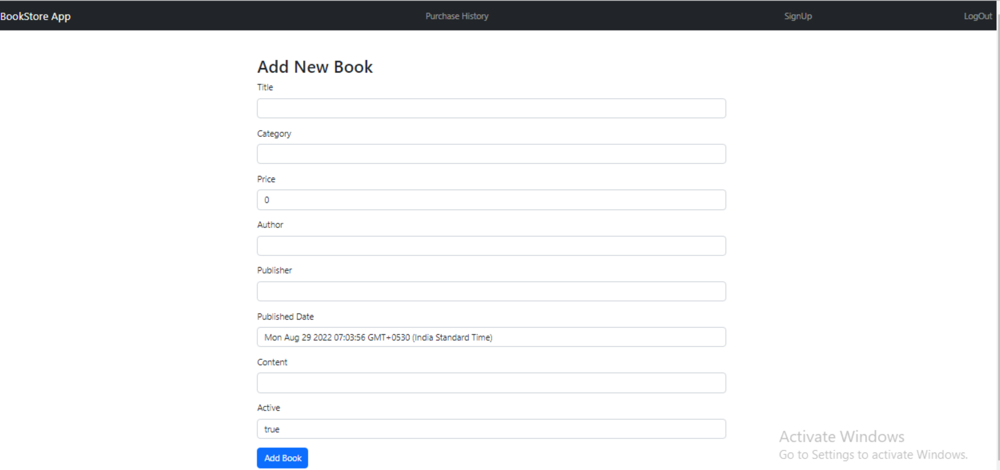 BookStore App Purchase History SignUp LogOut
Add New Book
Title
Category
Price
0
Author
Publisher
Published Date
Mon Aug 29 2022 07:03:56 GMT+0530 (India Standard Time)
Content
Active
true
Add Book
Activate Windows
Go to Settings to activate Windows.